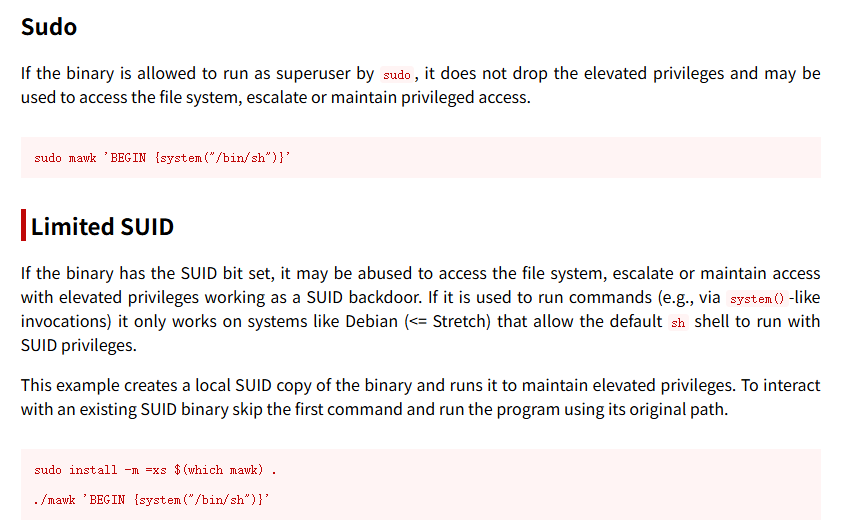 Sudo
If the binary is allowed to run as superuser by sudo, it does not drop the elevated privileges and may be
used to access the file system, escalate or maintain privileged access.
sudo mawk 'BEGIN {system("/bin/sh")}'
Limited SUID
If the binary has the SUID bit set, it may be abused to access the file system, escalate or maintain access
with elevated privileges working as a SUID backdoor. If it is used to run commands (e.g., via system()-like
invocations) it only works on systems like Debian (<= Stretch) that allow the default sh shell to run with
SUID privileges.
This example creates a local SUID copy of the binary and runs it to maintain elevated privileges. To interact
with an existing SUID binary skip the first command and run the program using its original path.
sudo install -m =xs $(which mawk) .
./mawk 'BEGIN {system("/bin/sh")}'